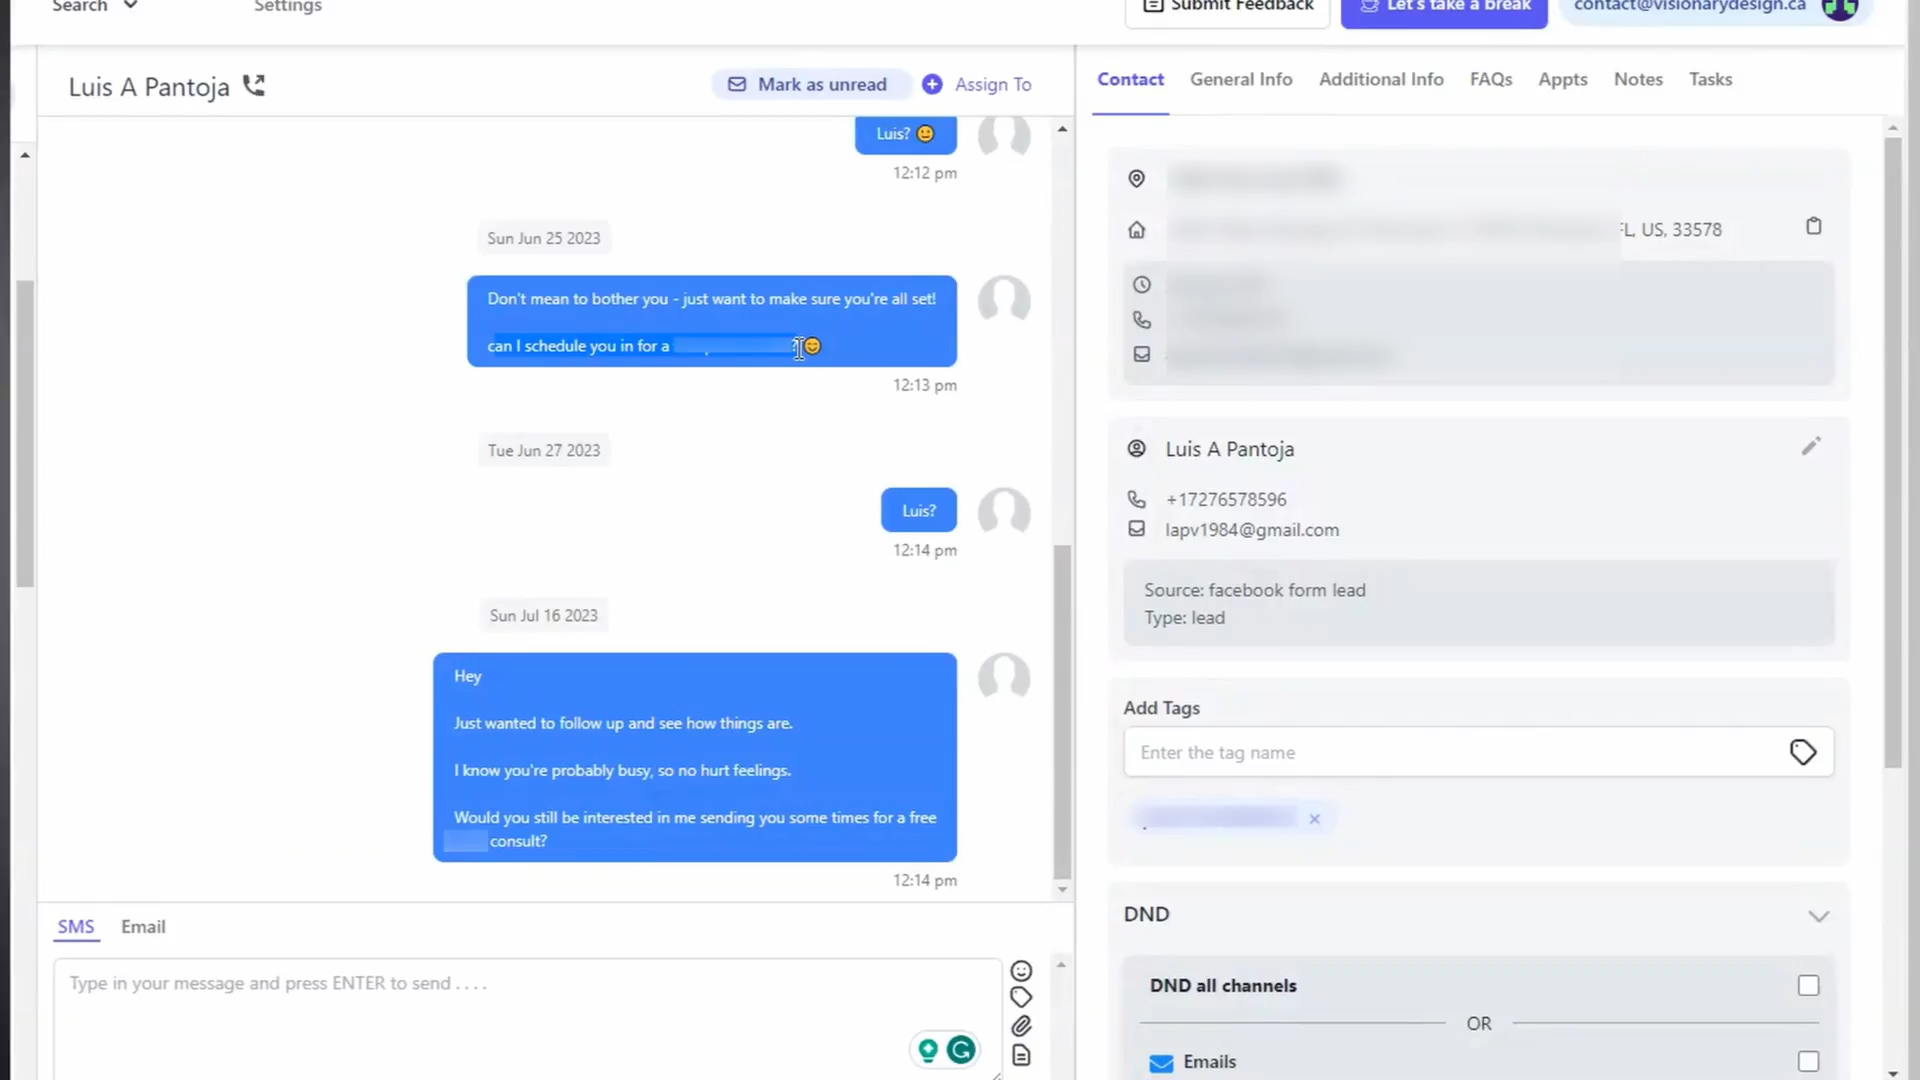 Search
Settings
Submit Feedback
Let's take a break
contact@visionarydesign.ca
Luis A Pantoja
Mark as unread
Assign To
Luis? 🙂
12:12 pm
Sun Jun 25 2023
Don't mean to bother you - just want to make sure you're all set!
can I schedule you in for a
😊
12:13 pm
Tue Jun 27 2023
Luis?
12:14 pm
Sun Jul 16 2023
Hey
Just wanted to follow up and see how things are.
I know you're probably busy, so no hurt feelings.
Would you still be interested in me sending you some times for a free
consult?
12:14 pm
SMS
Email
Type in your message and press ENTER to send . . . .
Contact
General Info
Additional Info
FAQs
Appts
Notes
Tasks
FL, US, 33578
Luis A Pantoja
+17276578596
lapv1984@gmail.com
Source: facebook form lead
Type: lead
Add Tags
Enter the tag name
DND
DND all channels
OR
Emails